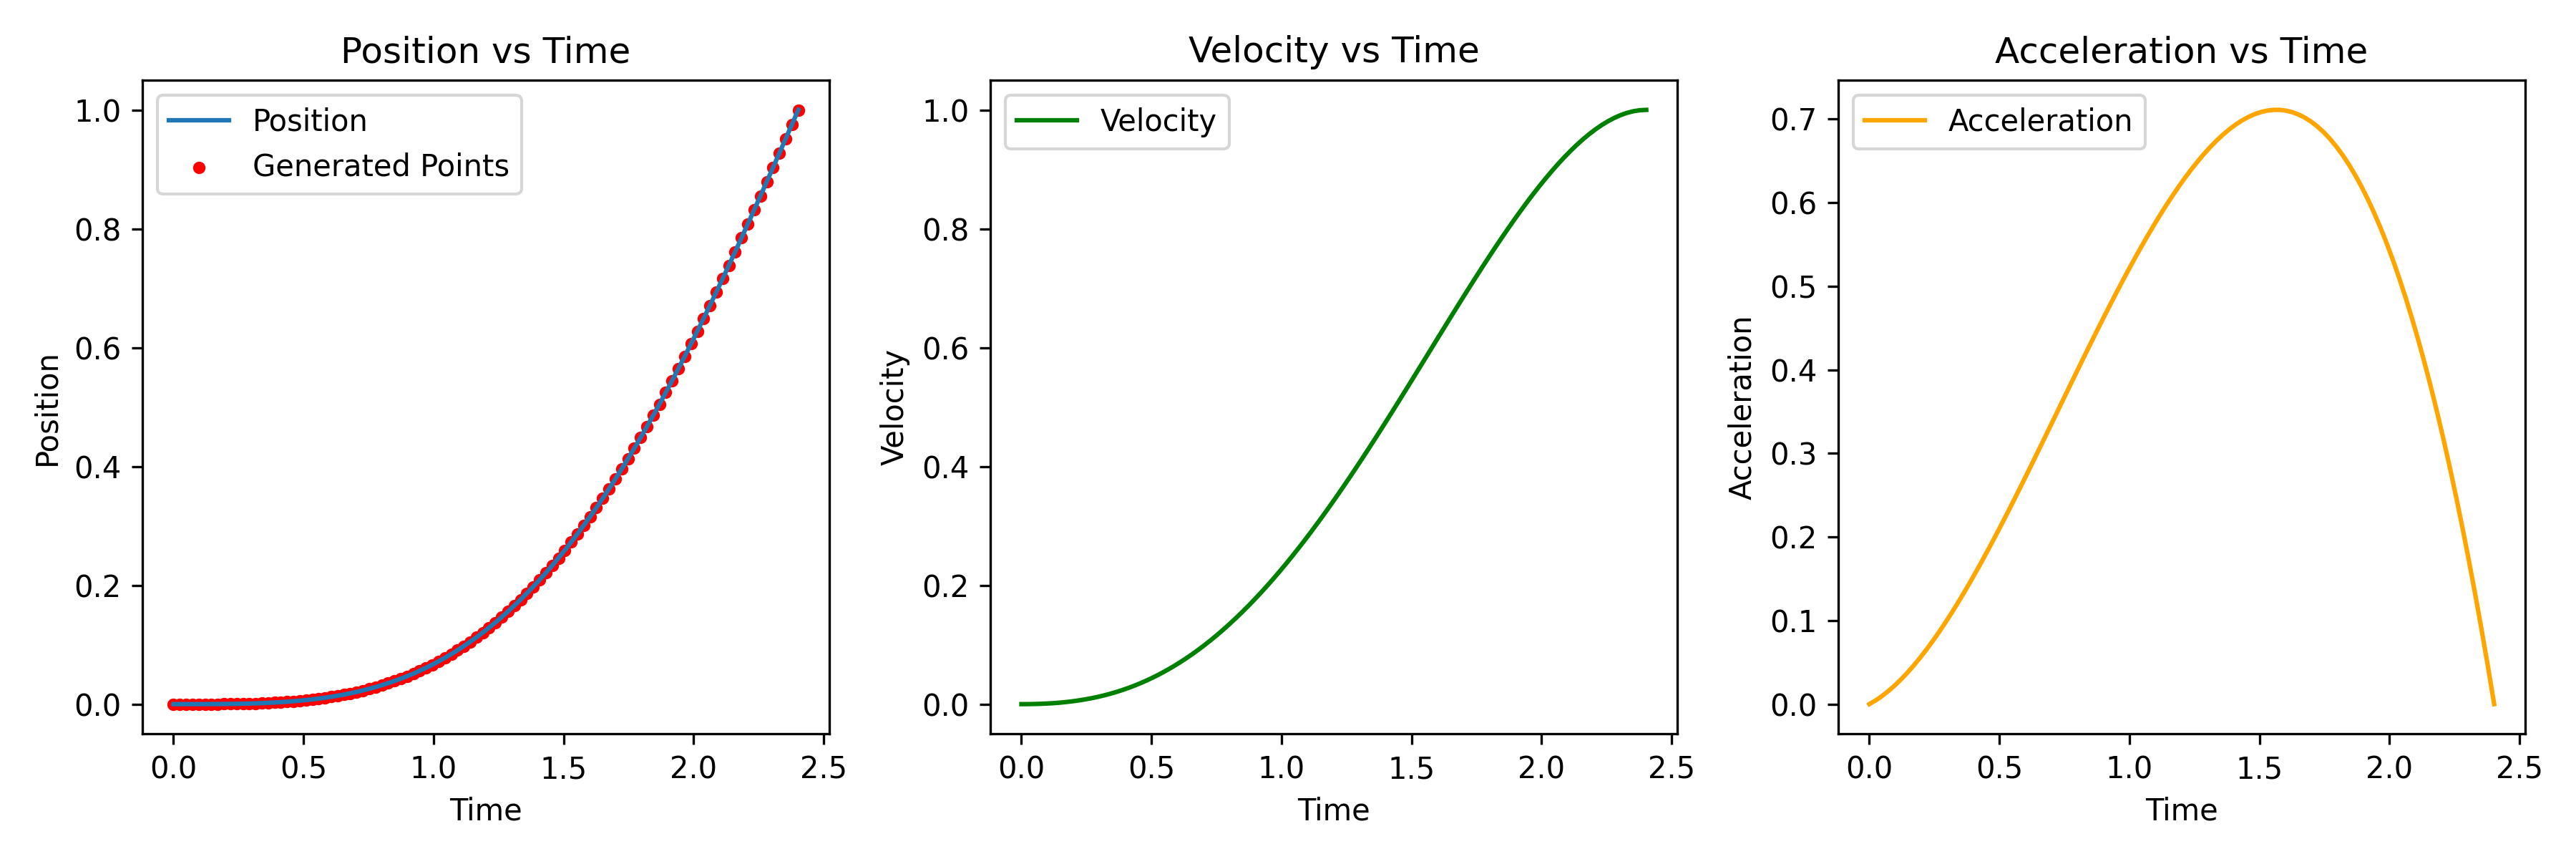 Position vs Time
Position
Generated Points
1.0
0.8
0.6
0.4
0.2
0.0
Position
0.0 0.5 1.0 1.5 2.0 2.5
Time
Velocity vs Time
Velocity
1.0
0.8
0.6
0.4
0.2
0.0
Velocity
0.0 0.5 1.0 1.5 2.0 2.5
Time
Acceleration vs Time
Acceleration
0.7
0.6
0.5
0.4
0.3
0.2
0.1
0.0
Acceleration
0.0 0.5 1.0 1.5 2.0 2.5
Time